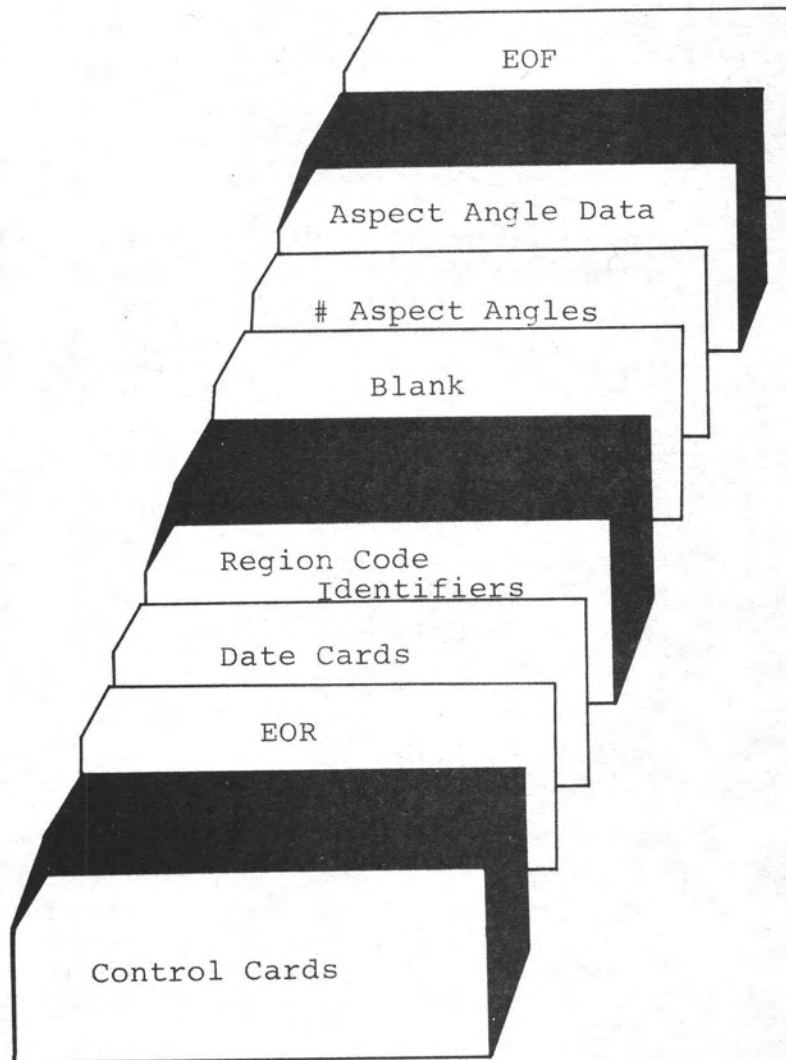 EOF
Aspect Angle Data
# Aspect Angles
Blank
Region Code
Identifiers
Date Cards
EOR
Control Cards